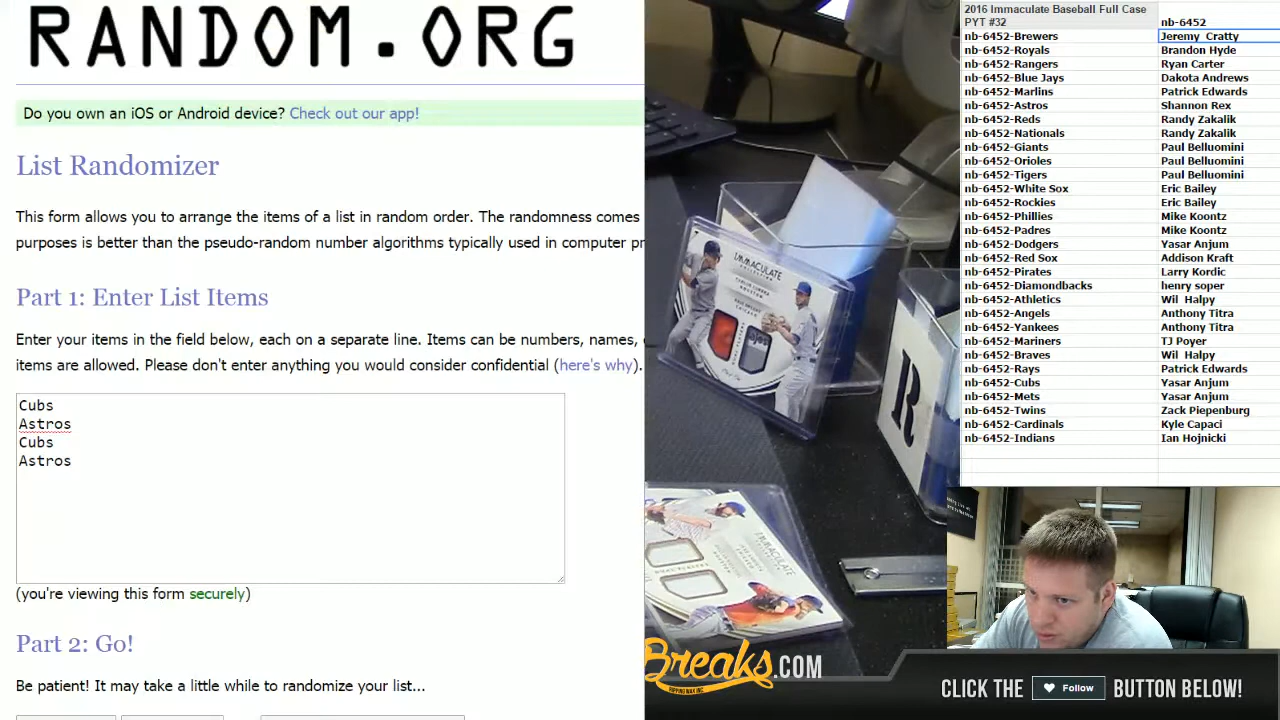 RANDOM.ORG
Do you own an iOS or Android device? Check out our app!
List Randomizer
This form allows you to arrange the items of a list in random order. The randomness comes
purposes is better than the pseudo-random number algorithms typically used in computer pr
Part 1: Enter List Items
Enter your items in the field below, each on a separate line. Items can be numbers, names,
items are allowed. Please don't enter anything you would consider confidential (here's why).
Cubs
Astros
Cubs
Astros
(you're viewing this form securely)
Part 2: Go!
Be patient! It may take a little while to randomize your list...
IMMACULATE
R
IMMACULATE
Breaks.COM
2016 Immaculate Baseball Full Case
PYT #32 nb-6452
nb-6452-Brewers Jeremy Cratty
nb-6452-Royals Brandon Hyde
nb-6452-Rangers Ryan Carter
nb-6452-Blue Jays Dakota Andrews
nb-6452-Marlins Patrick Edwards
nb-6452-Astros Shannon Rex
nb-6452-Reds Randy Zakalik
nb-6452-Nationals Randy Zakalik
nb-6452-Giants Paul Belluomini
nb-6452-Orioles Paul Belluomini
nb-6452-Tigers Paul Belluomini
nb-6452-White Sox Eric Bailey
nb-6452-Rockies Eric Bailey
nb-6452-Phillies Mike Koontz
nb-6452-Padres Mike Koontz
nb-6452-Dodgers Yasar Anjum
nb-6452-Red Sox Addison Kraft
nb-6452-Pirates Larry Kordic
nb-6452-Diamondbacks henry soper
nb-6452-Athletics Wil Halpy
nb-6452-Angels Anthony Titra
nb-6452-Yankees Anthony Titra
nb-6452-Mariners TJ Poyer
nb-6452-Braves Wil Halpy
nb-6452-Rays Patrick Edwards
nb-6452-Cubs Yasar Anjum
nb-6452-Mets Yasar Anjum
nb-6452-Twins Zack Piepenburg
nb-6452-Cardinals Kyle Capaci
nb-6452-Indians Ian Hojnicki
CLICK THE Follow BUTTON BELOW!